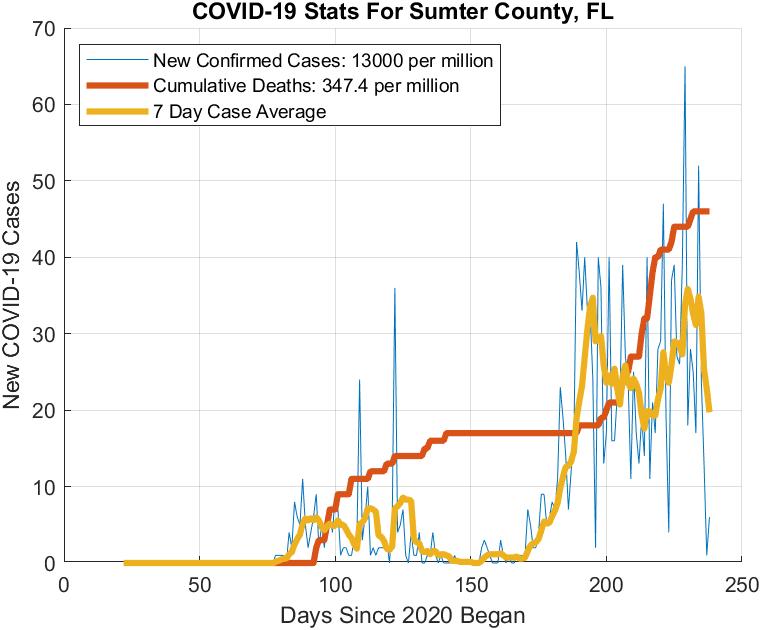 COVID-19 Stats For Sumter County, FL
New Confirmed Cases: 13000 per million
Cumulative Deaths: 347.4 per million
7 Day Case Average
New COVID-19 Cases
70
60
50
40
30
20
10
0
0 50 100 150 200 250
Days Since 2020 Began